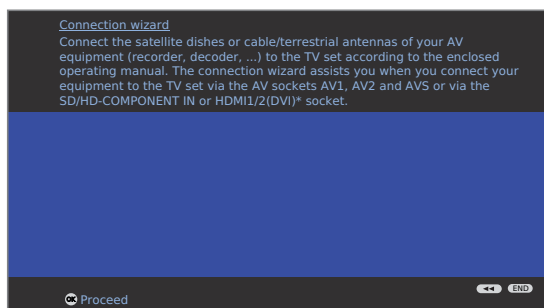 Connection wizard
Connect the satellite dishes or cable/terrestrial antennas of your AV
equipment (recorder, decoder, ...) to the TV set according to the enclosed
operating manual. The connection wizard assists you when you connect your
equipment to the TV set via the AV sockets AV1, AV2 and AVS or via the
SD/HD-COMPONENT IN or HDMI1/2(DVI)* socket.
END
OK Proceed